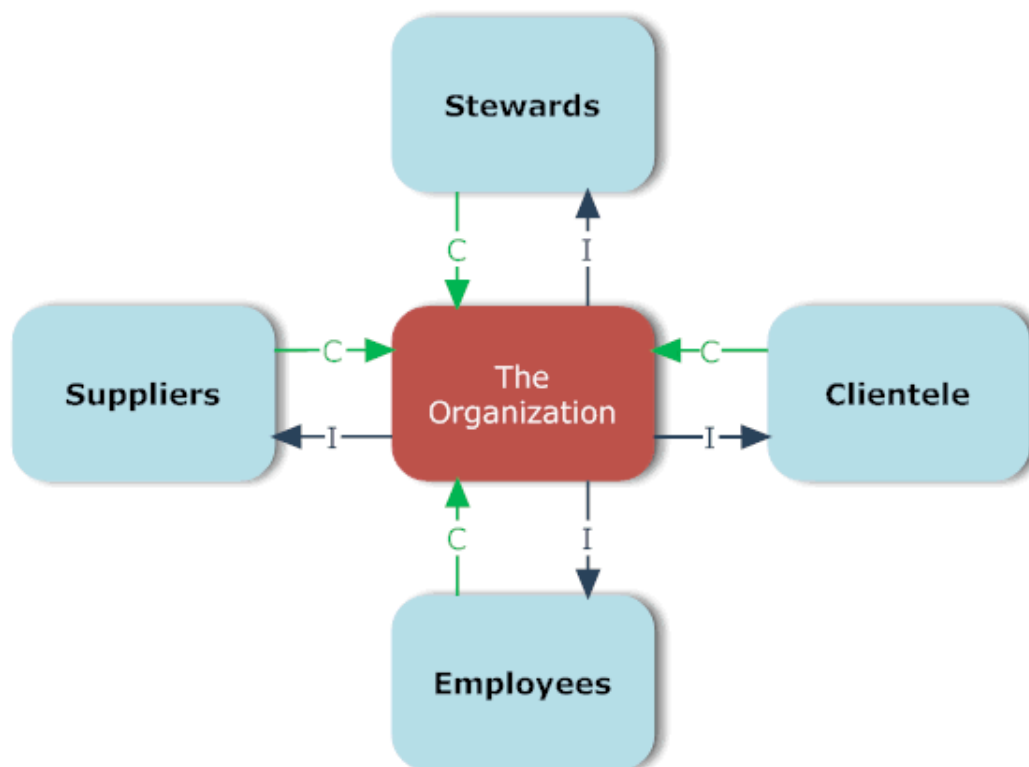 Stewards
C
I
Suppliers
C
I
The
Organization
C
I
Clientele
C
I
Employees